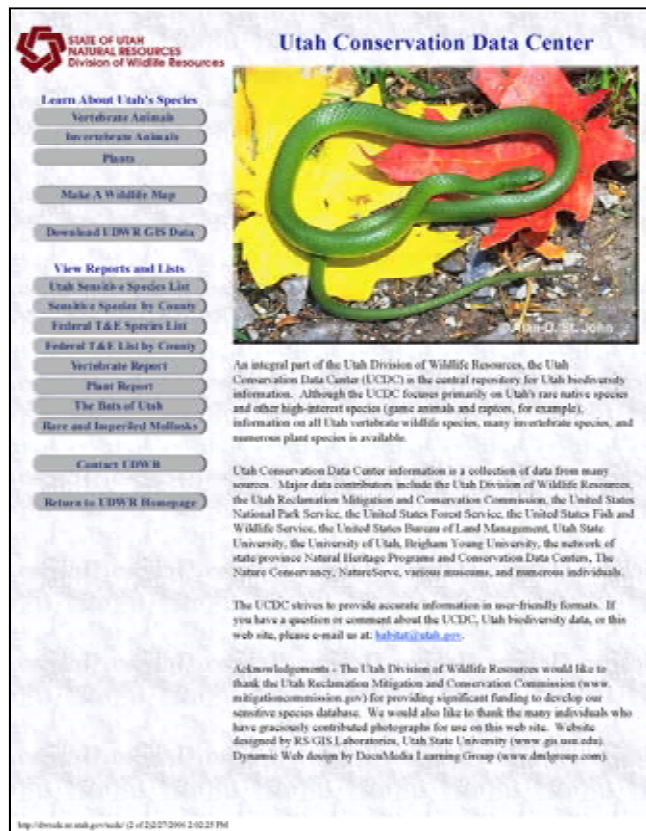 STATE OF UTAH
NATURAL RESOURCES
Division of Wildlife Resources
Utah Conservation Data Center
Learn About Utah's Species
Vertebrate Animals
Invertebrate Animals
Plants
Make A Wildlife Map
Download UDWR GIS Data
View Reports and Lists
Utah Sensitive Species List
Sensitive Species by County
Federal T&E Species List
Federal T&E List by County
Vertebrate Report
Plant Report
The Bats of Utah
Rare and Imperiled Mollusks
Contact UDWR
Return to UDWR Homepage
© Alan D. St. John
An integral part of the Utah Division of Wildlife Resources, the Utah
Conservation Data Center (UCDC) is the central repository for Utah biodiversity
information. Although the UCDC focuses primarily on Utah's rare native species
and other high-interest species (game animals and raptors, for example),
information on all Utah vertebrate wildlife species, many invertebrate species, and
numerous plant species is available.
Utah Conservation Data Center information is a collection of data from many
sources. Major data contributors include the Utah Division of Wildlife Resources,
the Utah Reclamation Mitigation and Conservation Commission, the United States
National Park Service, the United States Forest Service, the United States Fish and
Wildlife Service, the United States Bureau of Land Management, Utah State
University, the University of Utah, Brigham Young University, the network of
state/province Natural Heritage Programs and Conservation Data Centers, The
Nature Conservancy, NatureServe, various museums, and numerous individuals.
The UCDC strives to provide accurate information in user-friendly formats. If
you have a question or comment about the UCDC, Utah biodiversity data, or this
web site, please e-mail us at: habitat@utah.gov.
Acknowledgements - The Utah Division of Wildlife Resources would like to
thank the Utah Reclamation Mitigation and Conservation Commission (www.
mitigationcommission.gov) for providing significant funding to develop our
sensitive species database. We would also like to thank the many individuals who
have graciously contributed photographs for use on this web site. Website
designed by RS/GIS Laboratories, Utah State University (www.gis.usu.edu).
Dynamic Web design by DocuMedia Learning Group (www.dmlgroup.com).
(2 of 2)2/27/2006 2:02:25 PM